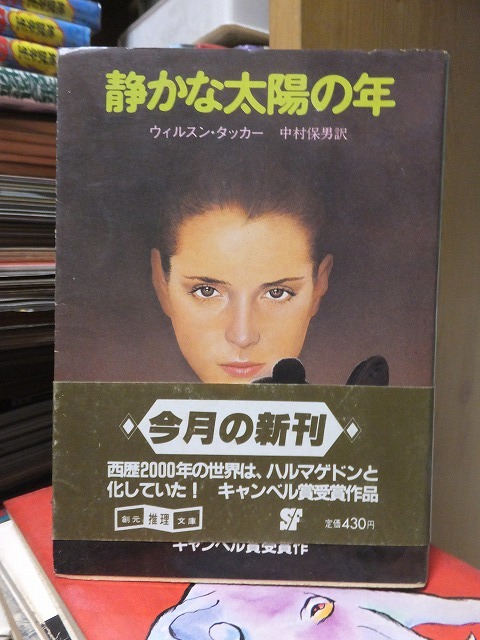 静かな太陽の年
ウィルスン・タッカー 中村保男訳
今月の新刊
西歴2000年の世界は、ハルマゲドンと
化していた! キャンベル賞受賞作品
創元 推理 文庫 SF 定価430円
キャンベル賞受賞作